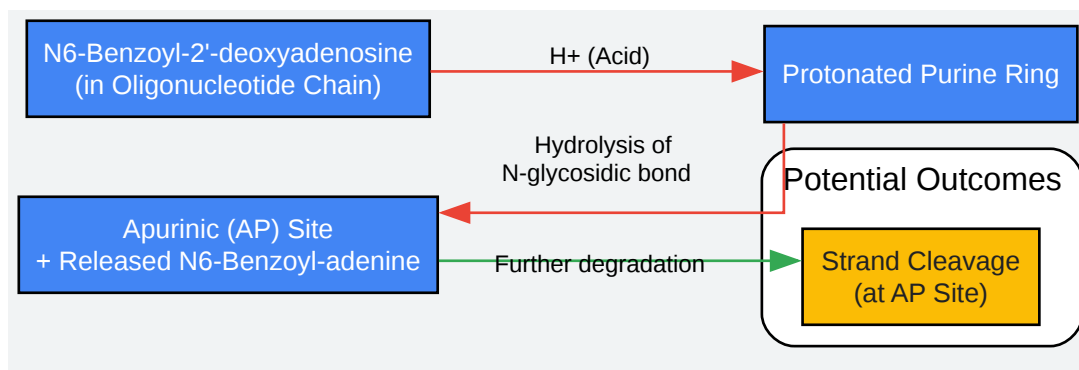 N6-Benzoyl-2'-deoxyadenosine
(in Oligonucleotide Chain)
H+ (Acid)
Protonated Purine Ring
Hydrolysis of
N-glycosidic bond
Potential Outcomes
Apurinic (AP) Site
+ Released N6-Benzoyl-adenine
Further degradation
Strand Cleavage
(at AP Site)